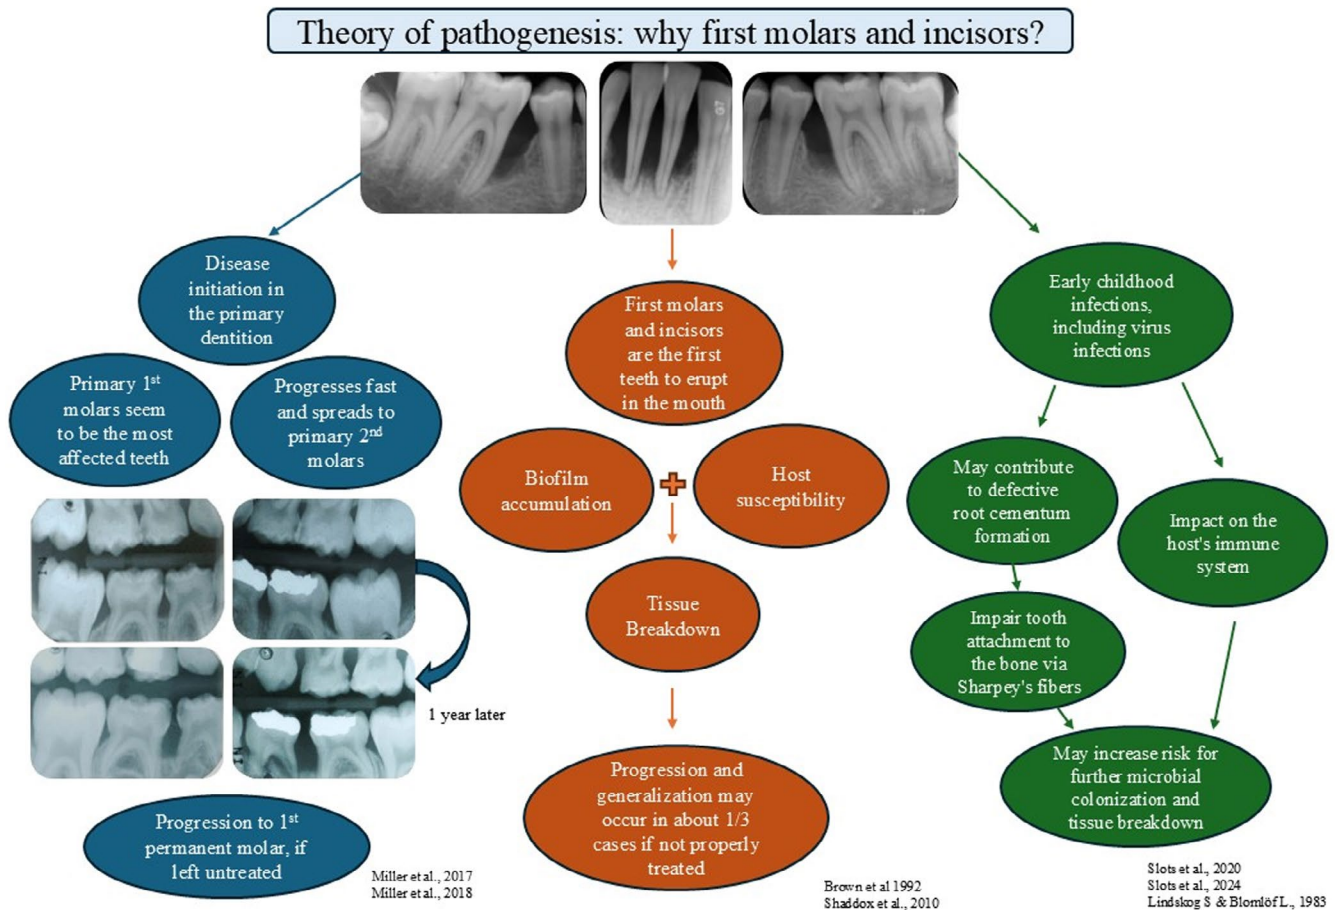 Theory of pathogenesis: why first molars and incisors?
Disease
initiation in
the primary
dentition
Primary 1st
molars seem
to be the most
affected teeth
Progresses fast
and spreads to
primary 2nd
molars
1 year later
Progression to 1st
permanent molar, if
left untreated
Miller et al., 2017
Miller et al., 2018
First molars
and incisors
are the first
teeth to erupt
in the mouth
Biofilm
accumulation
+
Host
susceptibility
Tissue
Breakdown
Progression and
generalization may
occur in about 1/3
cases if not properly
treated
Brown et al 1992
Shaddox et al., 2010
Early childhood
infections,
including virus
infections
May contribute
to defective
root cementum
formation
Impact on the
host's immune
system
Impair tooth
attachment to
the bone via
Sharpey's fibers
May increase risk for
further microbial
colonization and
tissue breakdown
Slots et al., 2020
Slots et al., 2024
Lindskog S & Blomlöf L., 1983